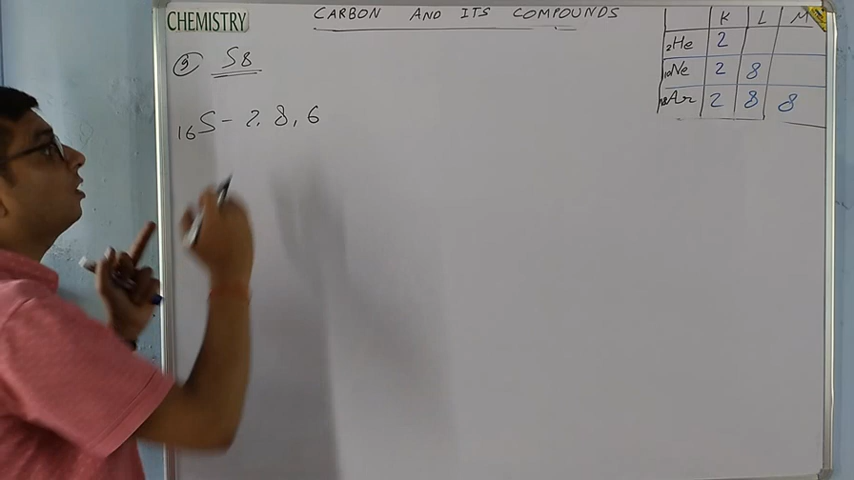 CHEMISTRY
CARBON AND ITS COMPOUNDS
③ S8
16S - 2, 8, 6
K L M
2He 2
10Ne 2 8
18Ar 2 8 8